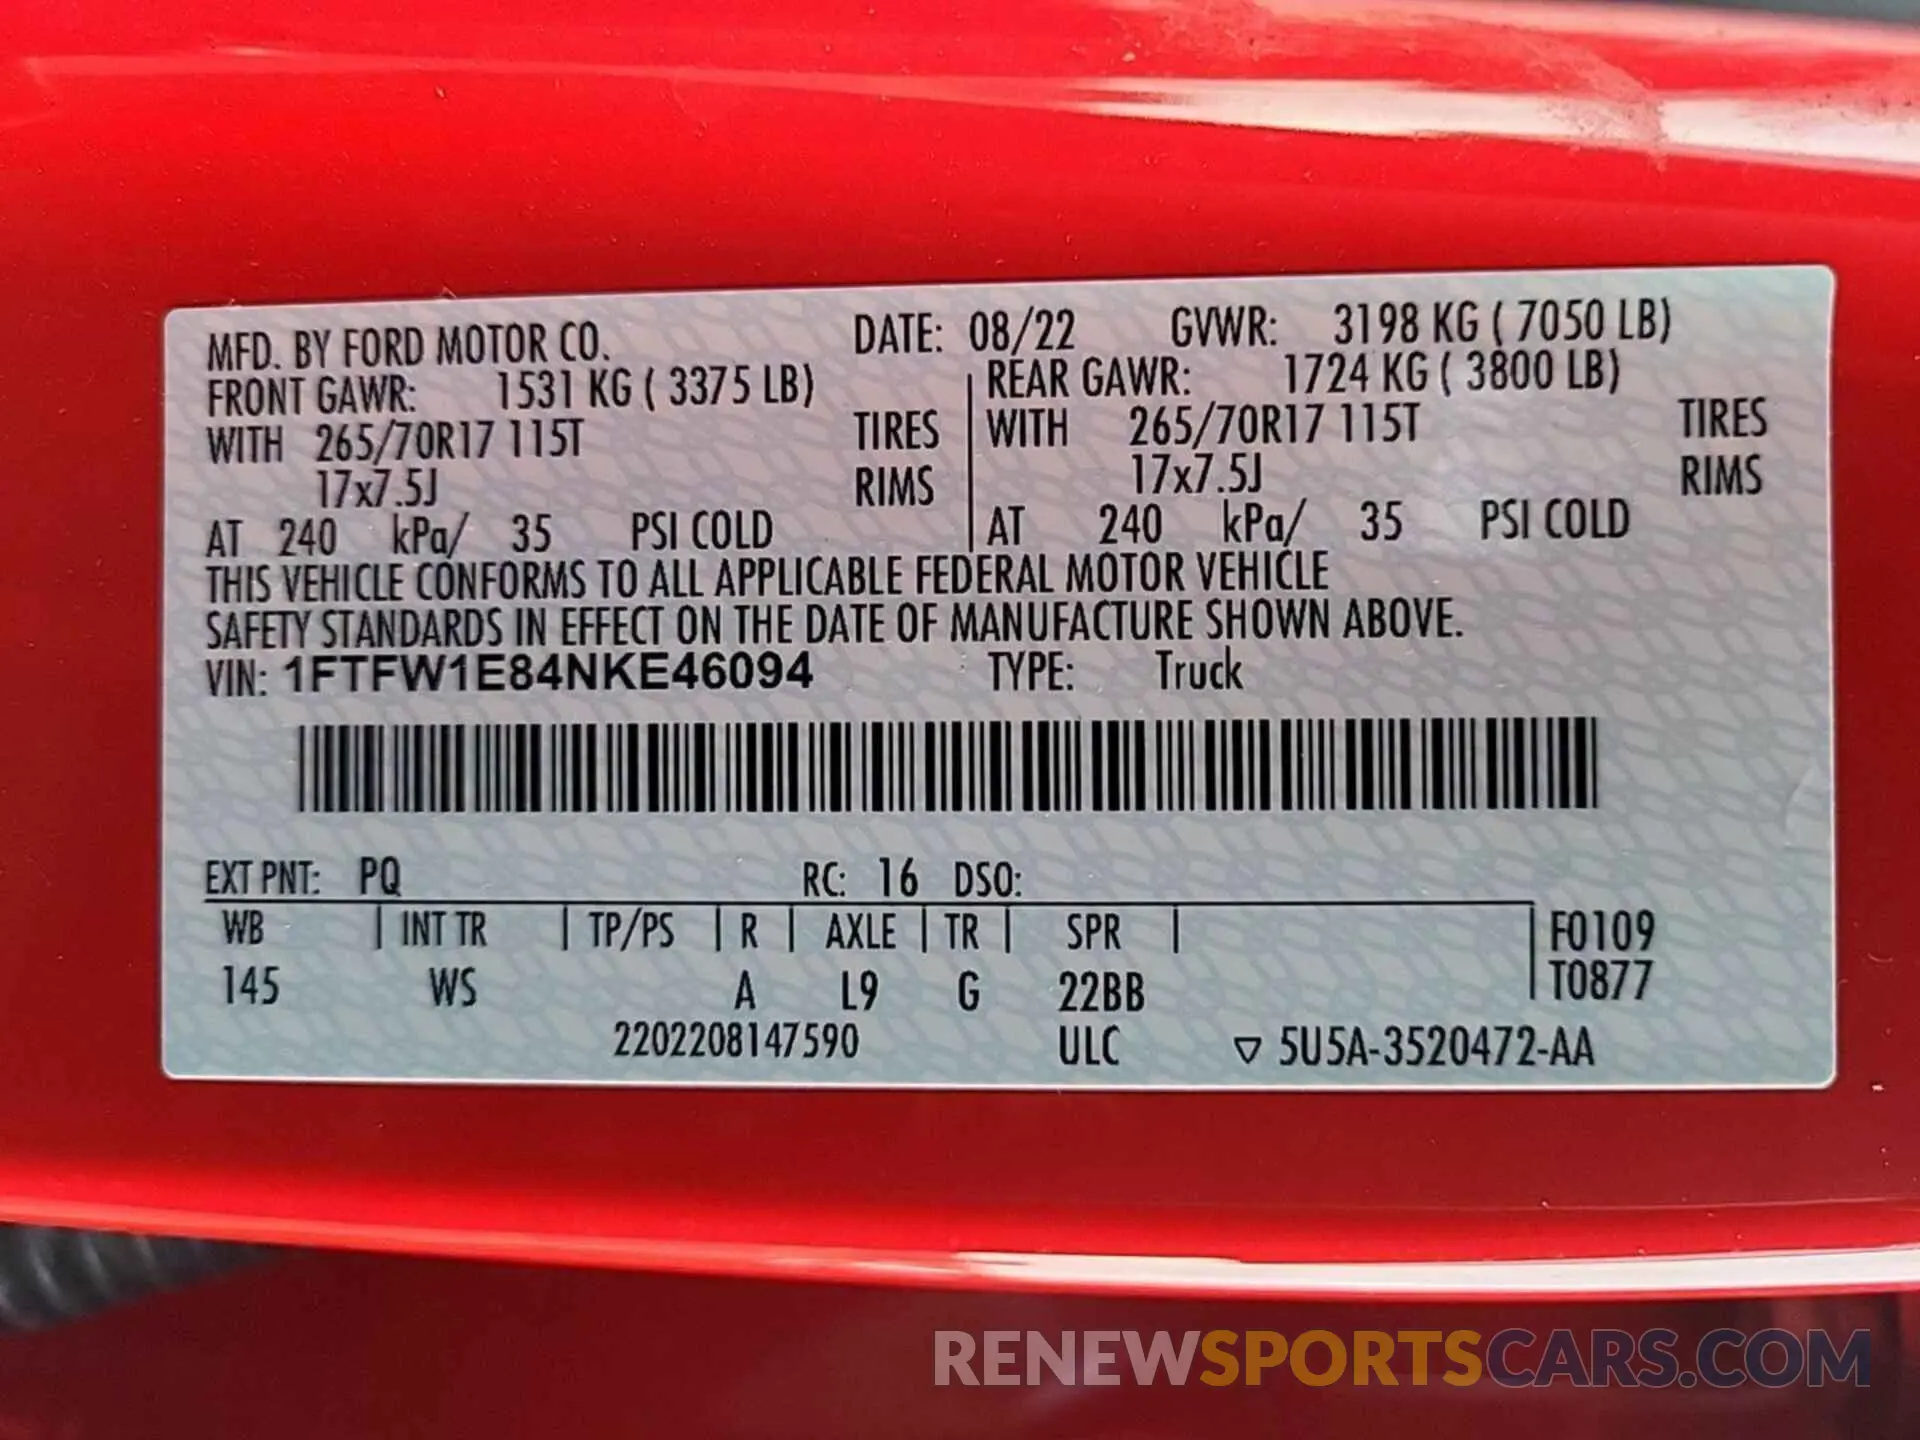 MFD. BY FORD MOTOR CO. DATE: 08/22 GVWR: 3198 KG ( 7050 LB)
FRONT GAWR: 1531 KG ( 3375 LB) REAR GAWR: 1724 KG ( 3800 LB)
WITH 265/70R17 115T TIRES WITH 265/70R17 115T TIRES
17x7.5J RIMS 17x7.5J RIMS
AT 240 kPa/ 35 PSI COLD AT 240 kPa/ 35 PSI COLD
THIS VEHICLE CONFORMS TO ALL APPLICABLE FEDERAL MOTOR VEHICLE
SAFETY STANDARDS IN EFFECT ON THE DATE OF MANUFACTURE SHOWN ABOVE.
VIN: 1FTFW1E84NKE46094 TYPE: Truck
EXT PNT: PQ RC: 16 DSO:
WB | INT TR | TP/PS | R | AXLE | TR | SPR | F0109
145 WS A L9 G 22BB T0877
2202208147590 ULC ▽ 5U5A-3520472-AA
RENEWSPORTSCARS.COM